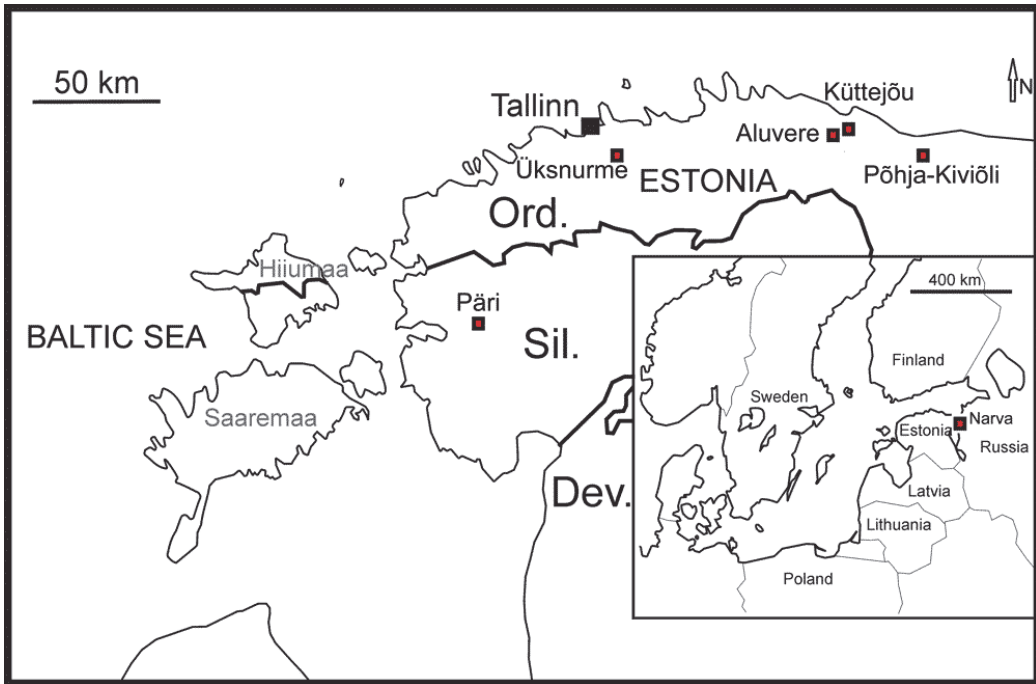 50 km
N
Küttejõu
Tallinn
Aluvere
Üksnurme
ESTONIA
Põhja-Kiviõli
Ord.
Hiiumaa
Päri
BALTIC SEA
Sil.
Saaremaa
Dev.
400 km
Finland
Sweden
Narva
Estonia
Russia
Latvia
Lithuania
Poland